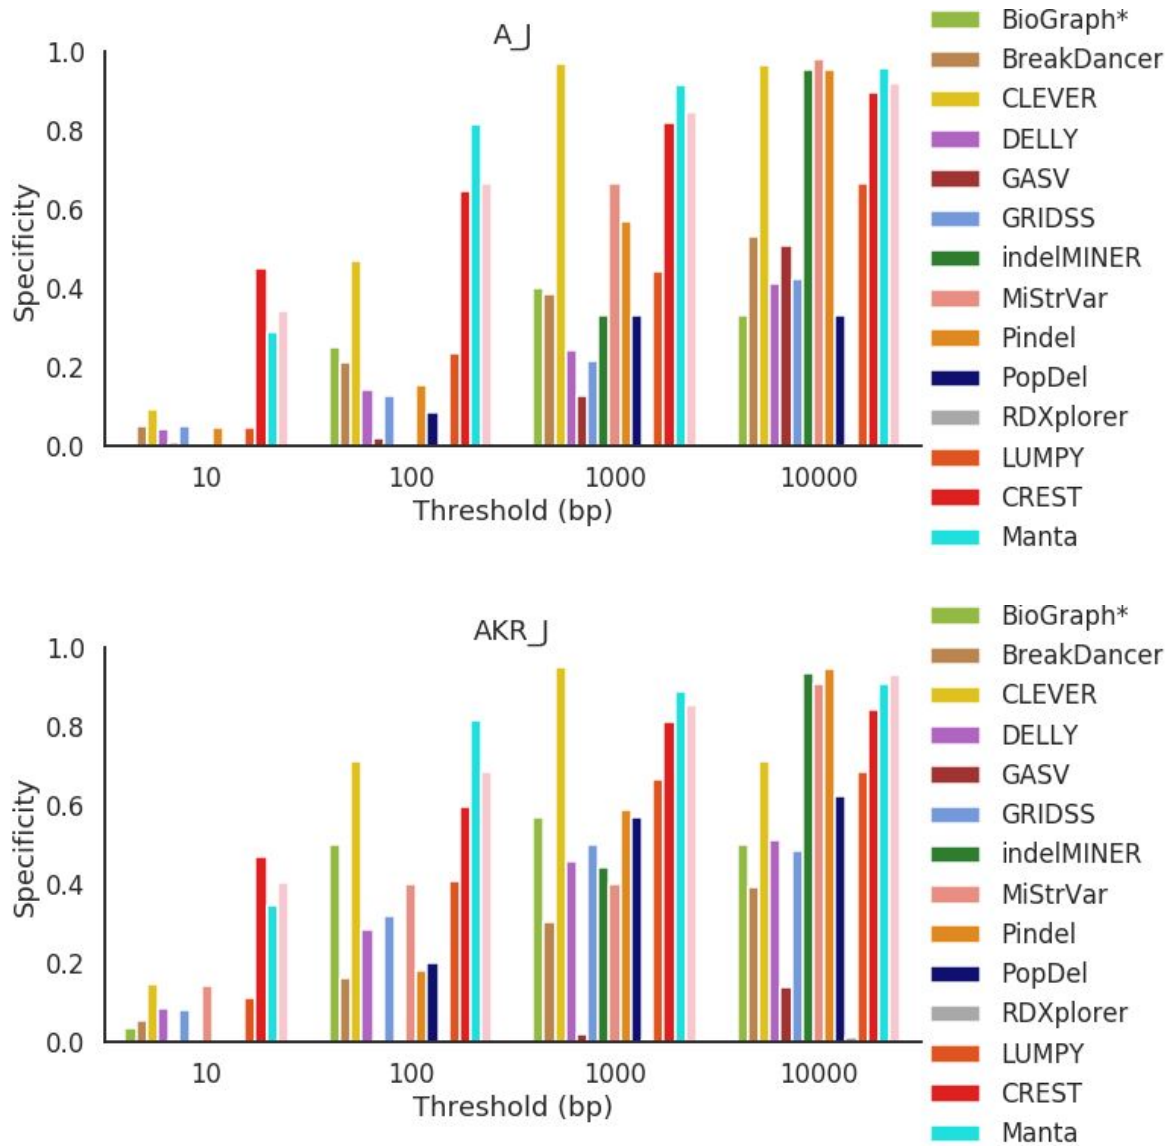 A_J
Specificity
1.0
0.8
0.6
0.4
0.2
0.0
10 100 1000 10000
Threshold (bp)
BioGraph*
BreakDancer
CLEVER
DELLY
GASV
GRIDSS
indelMINER
MiStrVar
Pindel
PopDel
RDXplorer
LUMPY
CREST
Manta
AKR_J
Specificity
1.0
0.8
0.6
0.4
0.2
0.0
10 100 1000 10000
Threshold (bp)
BioGraph*
BreakDancer
CLEVER
DELLY
GASV
GRIDSS
indelMINER
MiStrVar
Pindel
PopDel
RDXplorer
LUMPY
CREST
Manta